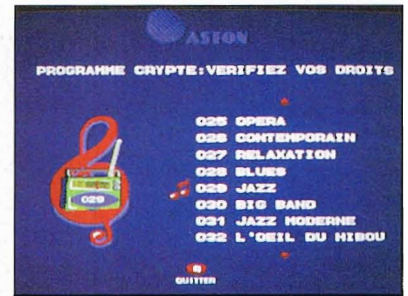 ASTON
PROGRAMME CRYPTE:VERIFIEZ VOS DROITS
025 OPERA
026 CONTEMPORAIN
027 RELAXATION
028 BLUES
029 JAZZ
030 BIG BAND
031 JAZZ MODERNE
032 L'OEIL DU HIBOU
029
QUITTER